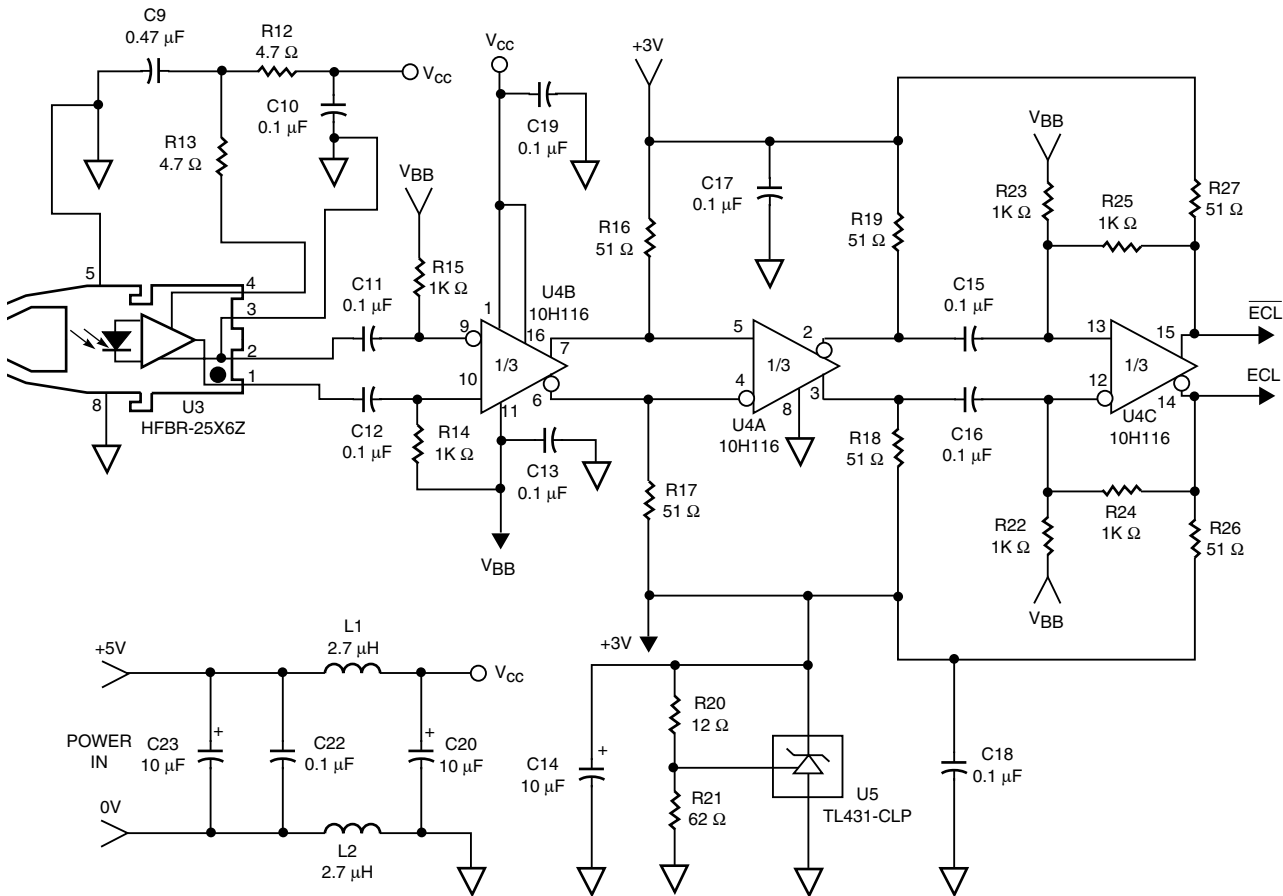 C9
0.47 μF
R12
4.7 Ω
VCC
C10
0.1 μF
R13
4.7 Ω
VCC
C19
0.1 μF
+3V
C17
0.1 μF
R16
51 Ω
R19
51 Ω
VBB
R23
1K Ω
R25
1K Ω
R27
51 Ω
VBB
R15
1K Ω
C11
0.1 μF
5
4
3
2
1
8
U3
HFBR-25X6Z
C12
0.1 μF
R14
1K Ω
U4B
10H116
1
16
9
10
1/3
7
6
11
C13
0.1 μF
VBB
5
4
1/3
2
3
8
U4A
10H116
R17
51 Ω
R18
51 Ω
C15
0.1 μF
C16
0.1 μF
13
12
1/3
15
14
U4C
10H116
E̅C̅L̅
ECL
R22
1K Ω
R24
1K Ω
R26
51 Ω
VBB
+3V
+5V
L1
2.7 μH
VCC
POWER
IN
C23
10 μF
+
C22
0.1 μF
C20
10 μF
+
0V
L2
2.7 μH
C14
10 μF
+
R20
12 Ω
R21
62 Ω
U5
TL431-CLP
C18
0.1 μF